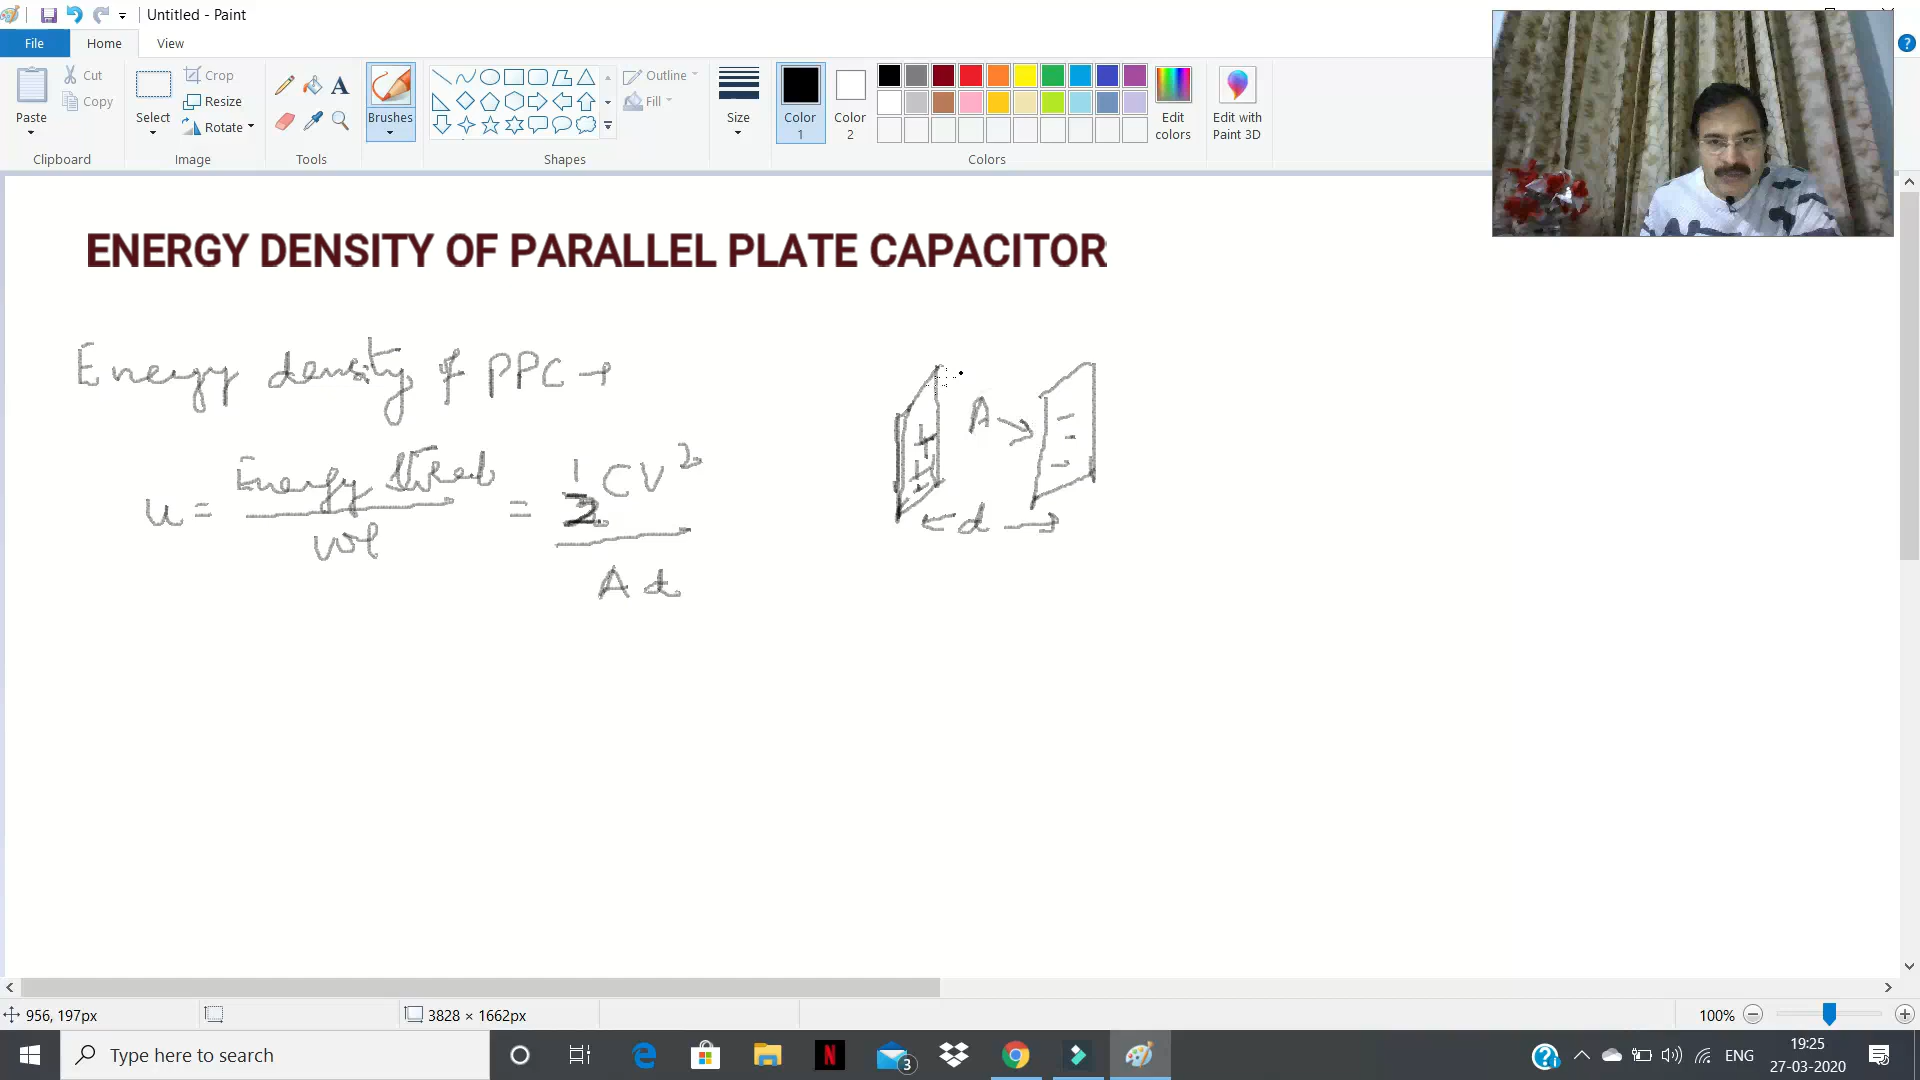 Untitled - Paint
File Home View
Paste
Cut
Copy
Clipboard
Select
Crop
Resize
Rotate
Image
Tools
Brushes
Shapes
Outline
Fill
Size
Color 1
Color 2
Colors
Edit colors
Edit with Paint 3D
ENERGY DENSITY OF PARALLEL PLATE CAPACITOR
Energy density of PPC →
u = Energy stored / vol = 1/2 CV² / A d
A →
+ + +
- - -
← d →
956, 197px
3828 × 1662px
100%
Type here to search
3
ENG
19:25
27-03-2020